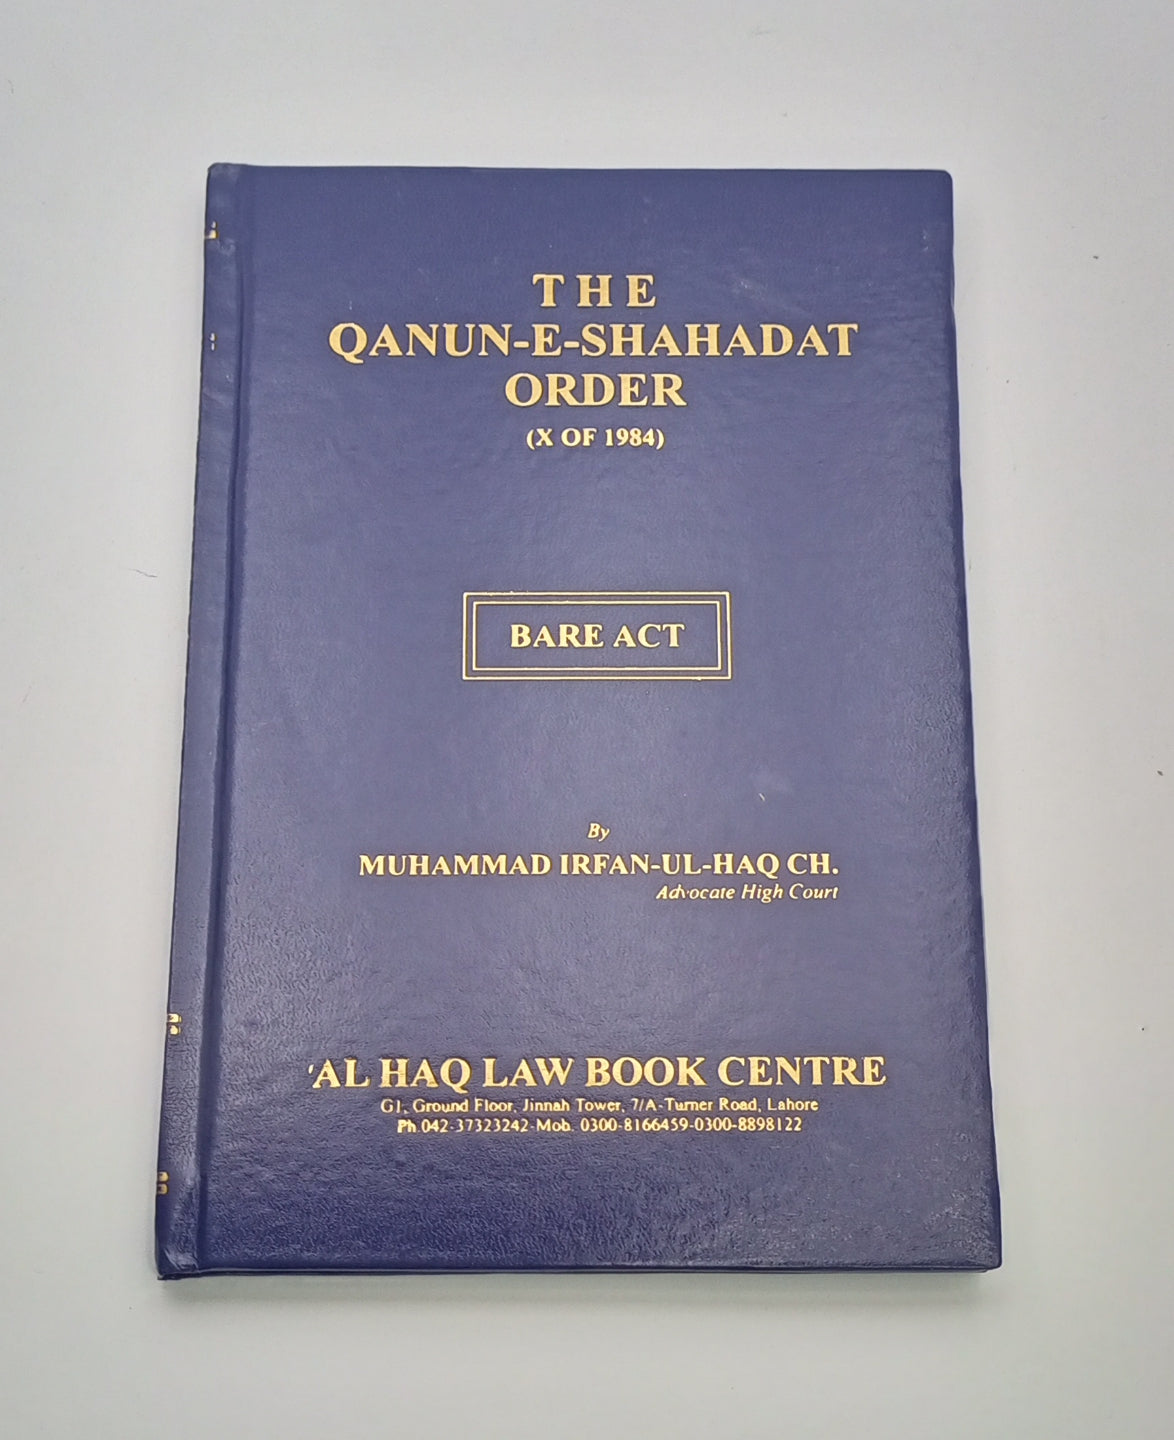 THE
QANUN-E-SHAHADAT
ORDER
(X OF 1984)
BARE ACT
By
MUHAMMAD IRFAN-UL-HAQ CH.
Advocate High Court
'AL HAQ LAW BOOK CENTRE
G1, Ground Floor, Jinnah Tower, 7/A-Turner Road, Lahore
Ph.042-37323242-Mob. 0300-8166459-0300-8898122